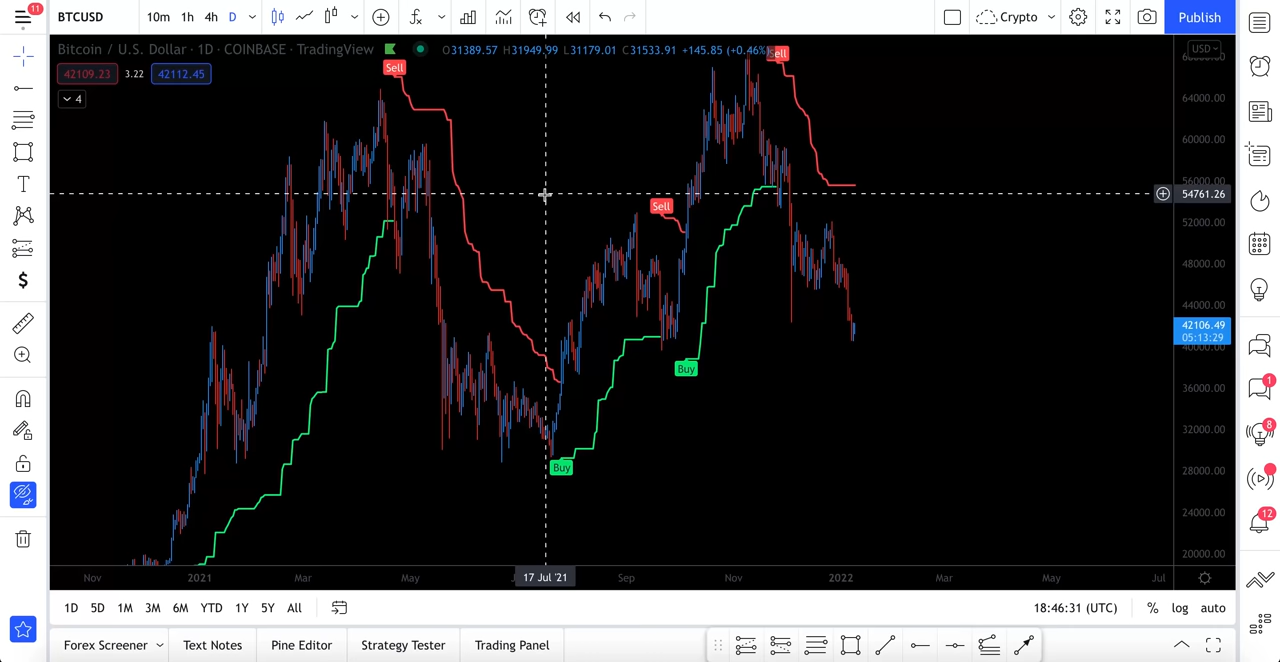 11
BTCUSD
10m 1h 4h D
Crypto
Publish
Bitcoin / U.S. Dollar · 1D · COINBASE · TradingView
O31389.57 H31949.99 L31179.01 C31533.91 +145.85 (+0.46%)
USD
42109.23 3.22 42112.45
4
Sell
Sell
Sell
Buy
Buy
64000.00
60000.00
56000.00
54761.26
52000.00
48000.00
44000.00
42106.49
05:13:29
40000.00
36000.00
32000.00
28000.00
24000.00
20000.00
Nov 2021 Mar May 17 Jul '21 Sep Nov 2022 Mar May Jul
1D 5D 1M 3M 6M YTD 1Y 5Y All
18:46:31 (UTC) % log auto
Forex Screener Text Notes Pine Editor Strategy Tester Trading Panel
1
8
12